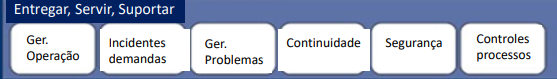 Entregar, Servir, Suportar
Ger.
Operação
Incidentes
demandas
Ger.
Problemas
Continuidade
Segurança
Controles
processos